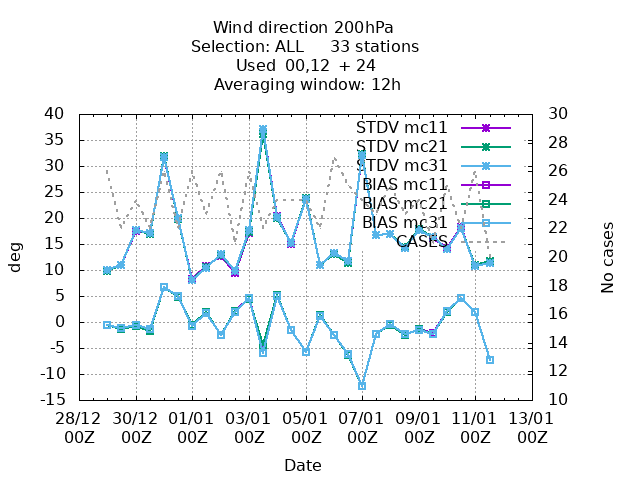 Wind direction 200hPa
Selection: ALL 33 stations
Used 00,12 + 24
Averaging window: 12h
40
35
30
25
20
15
10
5
0
-5
-10
-15
deg
30
28
26
24
22
20
18
16
14
12
10
No cases
STDV mc11
STDV mc21
STDV mc31
BIAS mc11
BIAS mc21
BIAS mc31
CASES
28/12 30/12 01/01 03/01 05/01 07/01 09/01 11/01 13/01
00Z 00Z 00Z 00Z 00Z 00Z 00Z 00Z 00Z
Date